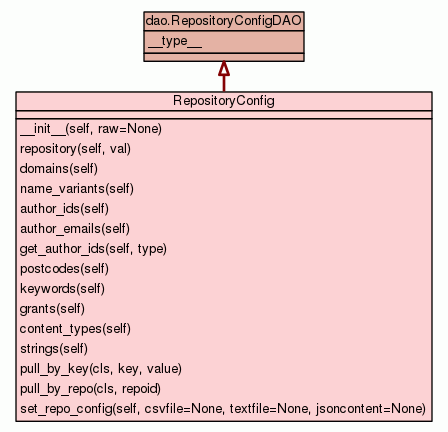 dao.RepositoryConfigDAO
__type__
RepositoryConfig
__init__(self, raw=None)
repository(self, val)
domains(self)
name_variants(self)
author_ids(self)
author_emails(self)
get_author_ids(self, type)
postcodes(self)
keywords(self)
grants(self)
content_types(self)
strings(self)
pull_by_key(cls, key, value)
pull_by_repo(cls, repoid)
set_repo_config(self, csvfile=None, textfile=None, jsoncontent=None)